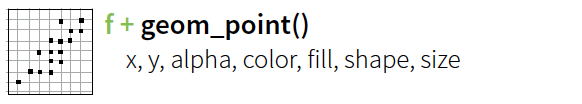 f + geom_point()
x, y, alpha, color, fill, shape, size